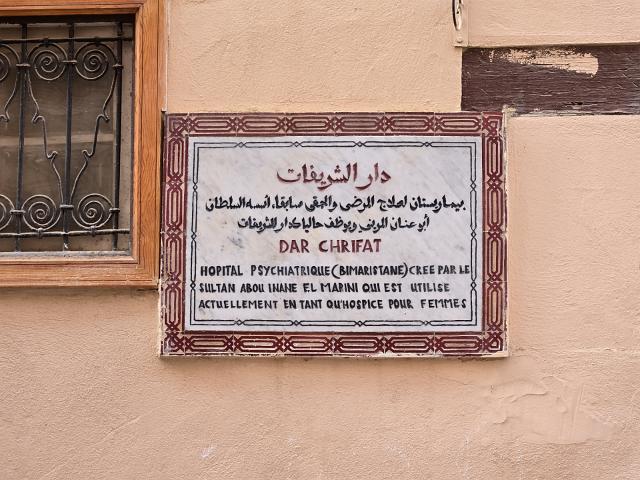 دار الشريفات
بيمارستان لعلاج المرضى والحمقى سابقا، أسسه السلطان
أبو عنان المريني ويوظف حاليا كدار الشريفات
DAR CHRIFAT
HOPITAL PSYCHIATRIQUE(BIMARISTANE) CREE PAR LE
SULTAN ABOU INANE EL MARINI QUI EST UTILISE
ACTUELLEMENT EN TANT QU'HOSPICE POUR FEMMES